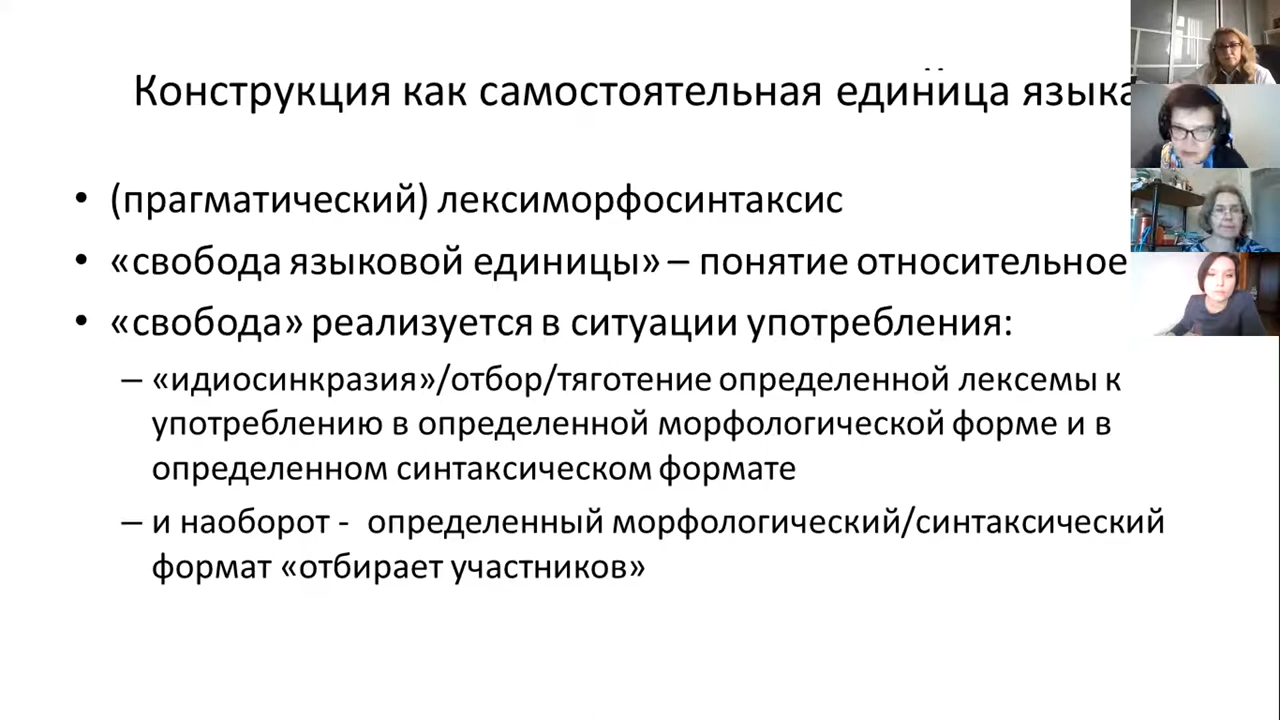 Конструкция как самостоятельная единица языка
• (прагматический) лексиморфосинтаксис
• «свобода языковой единицы» – понятие относительное
• «свобода» реализуется в ситуации употребления:
– «идиосинкразия»/отбор/тяготение определенной лексемы к
употреблению в определенной морфологической форме и в
определенном синтаксическом формате
– и наоборот - определенный морфологический/синтаксический
формат «отбирает участников»